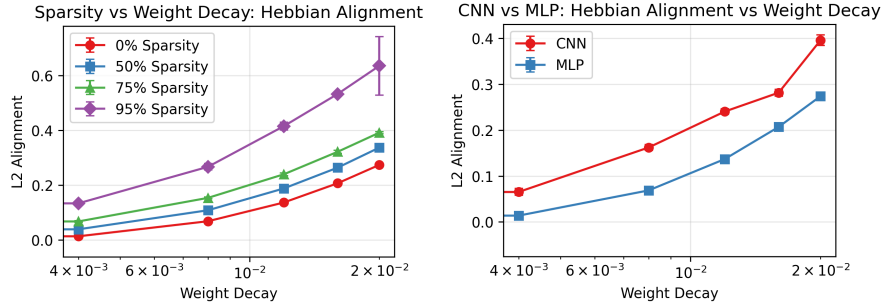 Sparsity vs Weight Decay: Hebbian Alignment
0% Sparsity
50% Sparsity
75% Sparsity
95% Sparsity
L2 Alignment
0.6
0.4
0.2
0.0
4 × 10⁻³
6 × 10⁻³
10⁻²
2 × 10⁻²
Weight Decay
CNN vs MLP: Hebbian Alignment vs Weight Decay
CNN
MLP
L2 Alignment
0.4
0.3
0.2
0.1
0.0
4 × 10⁻³
6 × 10⁻³
10⁻²
2 × 10⁻²
Weight Decay